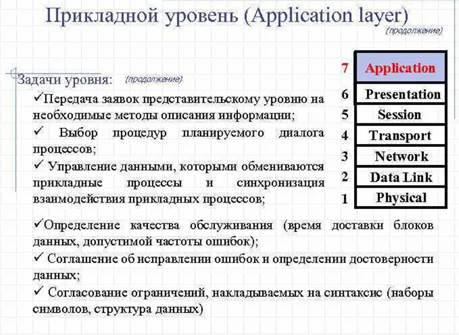 Прикладной уровень (Application layer)
(продолжение)
Задачи уровня: (продолжение)
✓Передача заявок представительскому уровню на
необходимые методы описания информации;
✓ Выбор процедур планируемого диалога
процессов;
✓ Управление данными, которыми обмениваются
прикладные процессы и синхронизация
взаимодействия прикладных процессов;
7 Application
6 Presentation
5 Session
4 Transport
3 Network
2 Data Link
1 Physical
✓Определение качества обслуживания (время доставки блоков
данных, допустимой частоты ошибок);
✓ Соглашение об исправлении ошибок и определении достоверности
данных;
✓ Согласование ограничений, накладываемых на синтаксис (наборы
символов, структура данных)